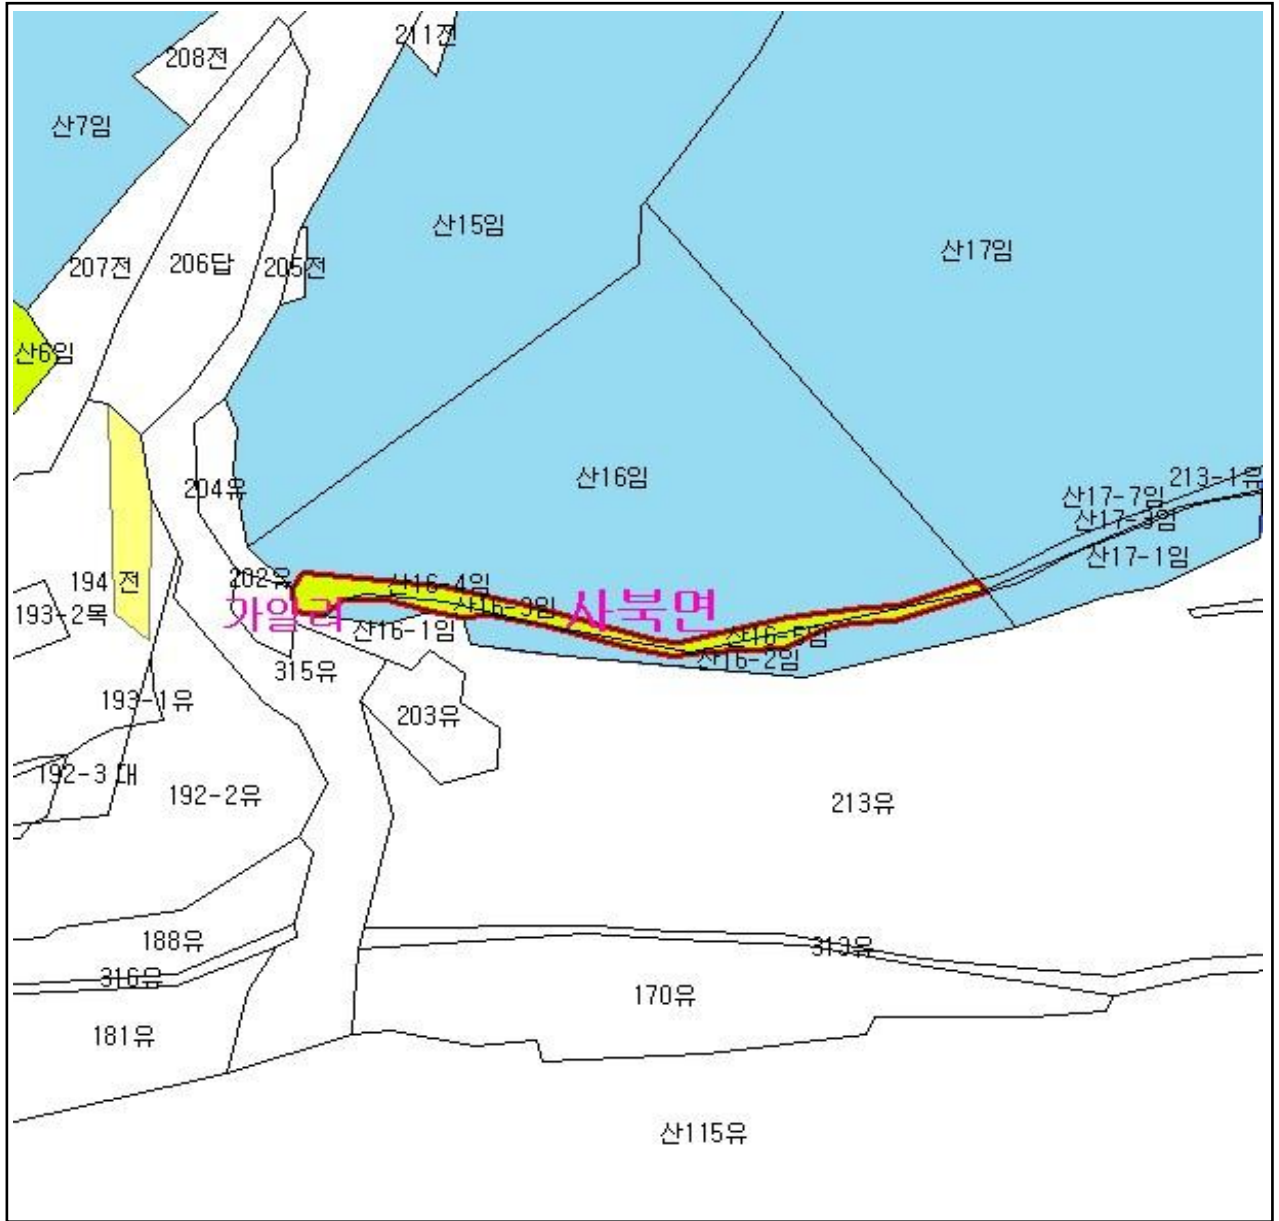 211전
208전
산7임
산15임
산17임
207전
206답
205전
산6임
산16임
213-1유
204유
산17-7임
산17-3임
산17-1임
202유
194 전
산16-4임
산16-3임
193-2목
가일리
사북면
산16-1임
산16-5임
산16-2임
315유
193-1유
203유
192-3 대
192-2유
213유
188유
313유
316유
170유
181유
산115유